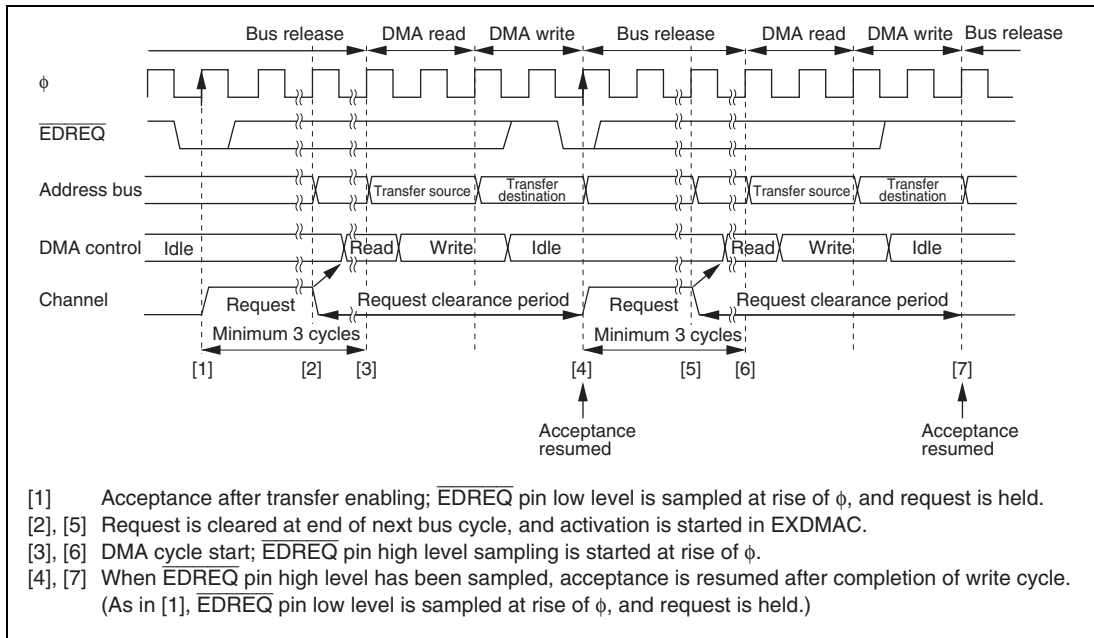 Bus release DMA read DMA write Bus release DMA read DMA write Bus release
ϕ
EDREQ
Address bus Transfer source Transfer destination Transfer source Transfer destination
DMA control Idle Read Write Idle Read Write Idle
Channel Request Request clearance period Request Request clearance period
Minimum 3 cycles Minimum 3 cycles
[1] [2] [3] [4] [5] [6] [7]
Acceptance resumed Acceptance resumed
[1] Acceptance after transfer enabling; EDREQ pin low level is sampled at rise of ϕ, and request is held.
[2], [5] Request is cleared at end of next bus cycle, and activation is started in EXDMAC.
[3], [6] DMA cycle start; EDREQ pin high level sampling is started at rise of ϕ.
[4], [7] When EDREQ pin high level has been sampled, acceptance is resumed after completion of write cycle.
(As in [1], EDREQ pin low level is sampled at rise of ϕ, and request is held.)